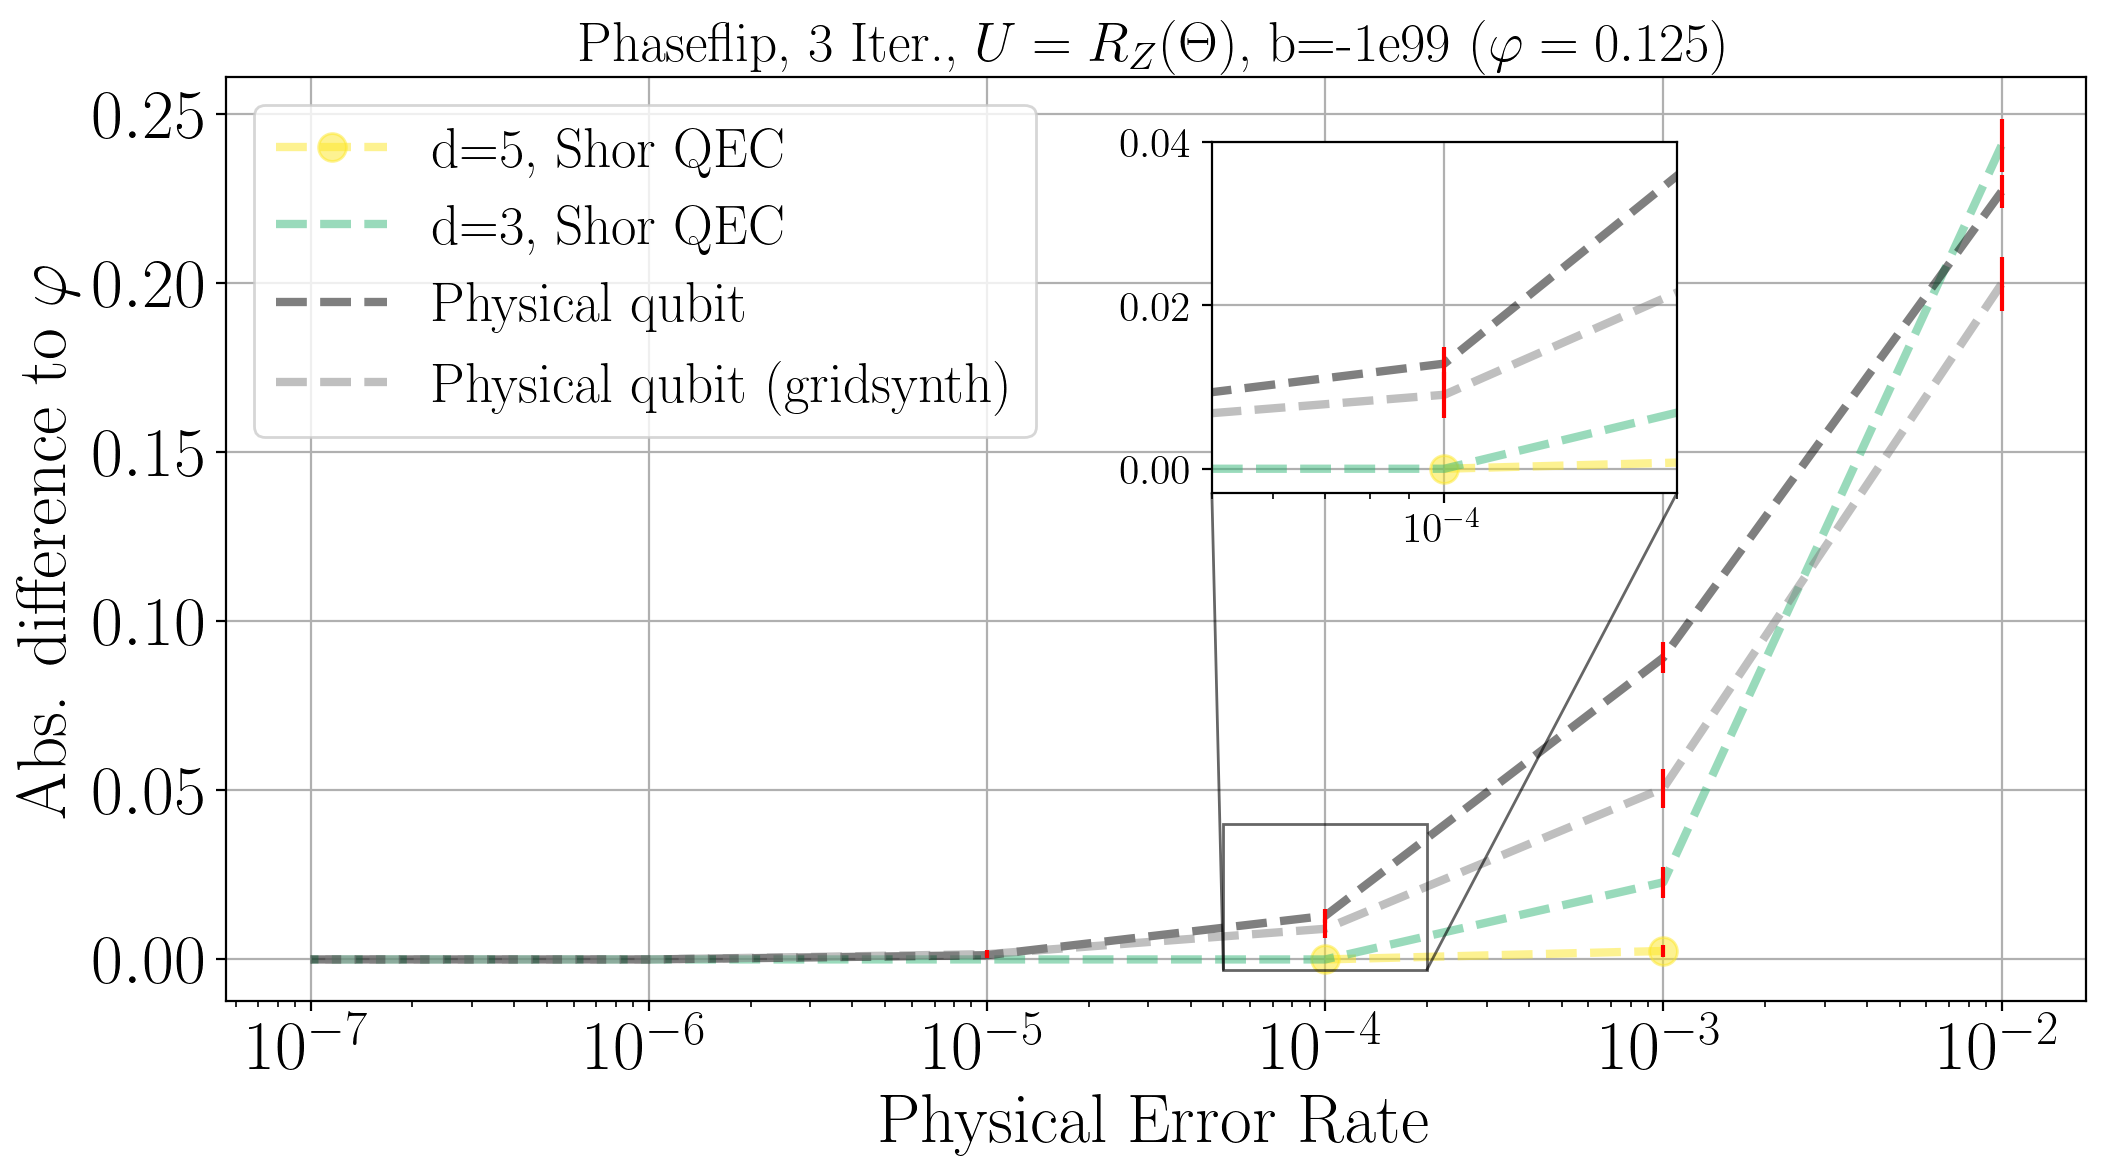 Phaseflip, 3 Iter., U = R_Z(Θ), b=-1e99 (φ = 0.125)
Abs. difference to φ
0.25
0.20
0.15
0.10
0.05
0.00
d=5, Shor QEC
d=3, Shor QEC
Physical qubit
Physical qubit (gridsynth)
0.04
0.02
0.00
10⁻⁴
10⁻⁷ 10⁻⁶ 10⁻⁵ 10⁻⁴ 10⁻³ 10⁻²
Physical Error Rate